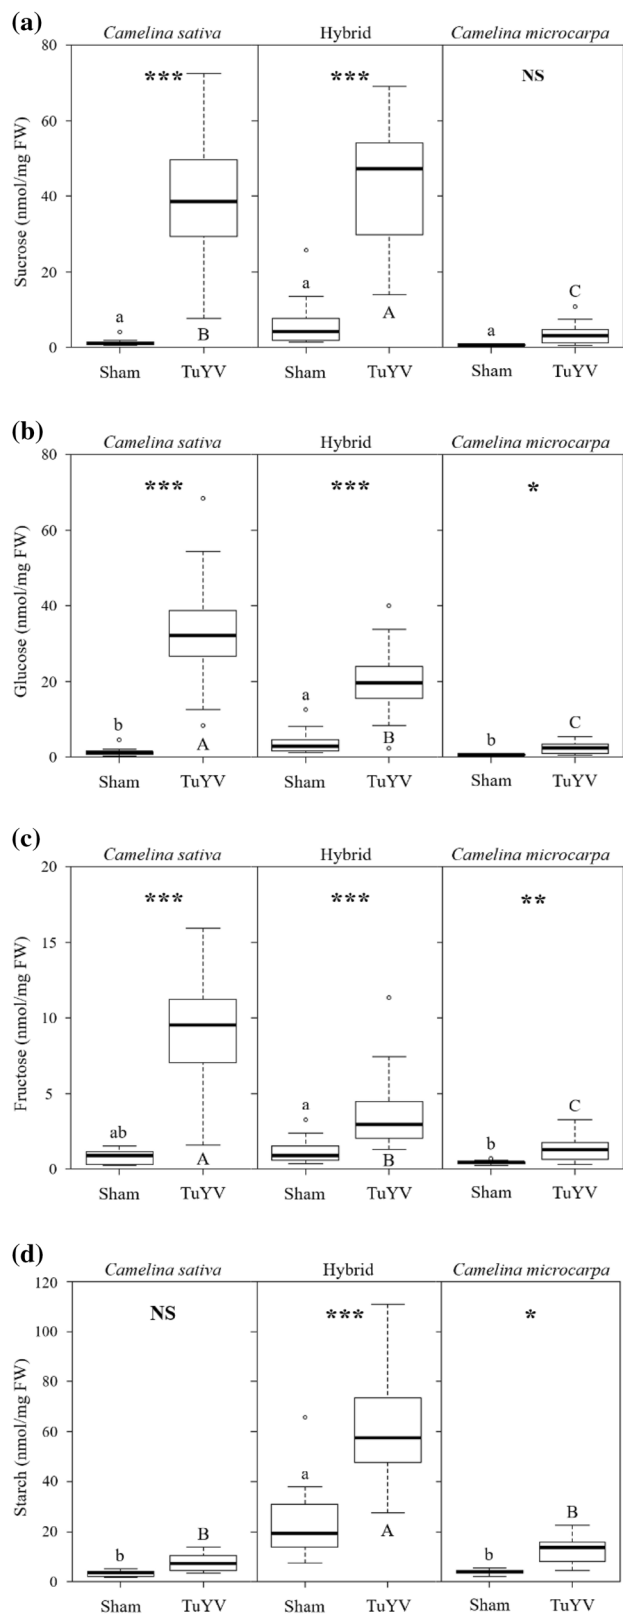 (a)
Camelina sativa Hybrid Camelina microcarpa
80
*** *** NS
60
40
20
0
Sucrose (nmol/mg FW)
a B a A a C
Sham TuYV Sham TuYV Sham TuYV
(b)
Camelina sativa Hybrid Camelina microcarpa
80
*** *** *
60
40
20
0
Glucose (nmol/mg FW)
b A a B b C
Sham TuYV Sham TuYV Sham TuYV
(c)
Camelina sativa Hybrid Camelina microcarpa
20
*** *** **
15
10
5
0
Fructose (nmol/mg FW)
ab A a B b C
Sham TuYV Sham TuYV Sham TuYV
(d)
Camelina sativa Hybrid Camelina microcarpa
120
NS *** *
100
80
60
40
20
0
Starch (nmol/mg FW)
b B a A b B
Sham TuYV Sham TuYV Sham TuYV